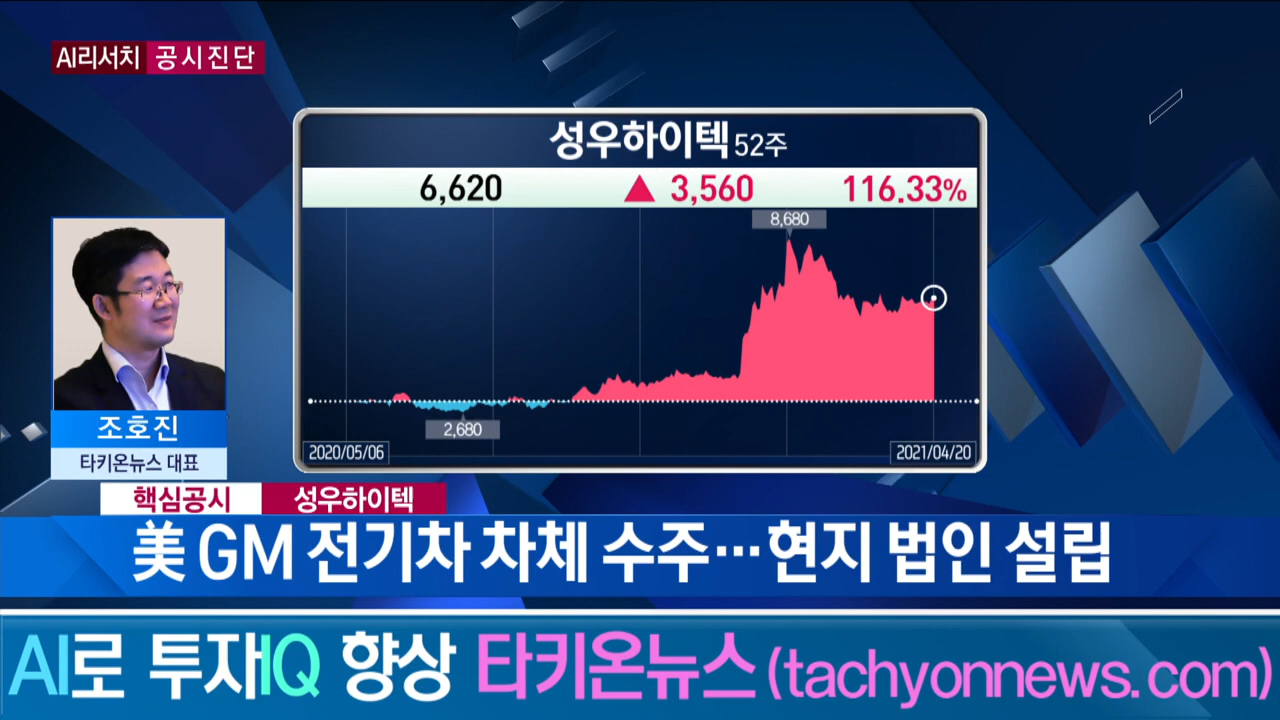 AI리서치 공시진단
성우하이텍 52주
6,620 ▲ 3,560 116.33%
8,680
2,680
2020/05/06 2021/04/20
조호진
타키온뉴스 대표
핵심공시 성우하이텍
美 GM 전기차 차체 수주…현지 법인 설립
AI로 투자IQ 향상 타키온뉴스(tachyonnews.com)